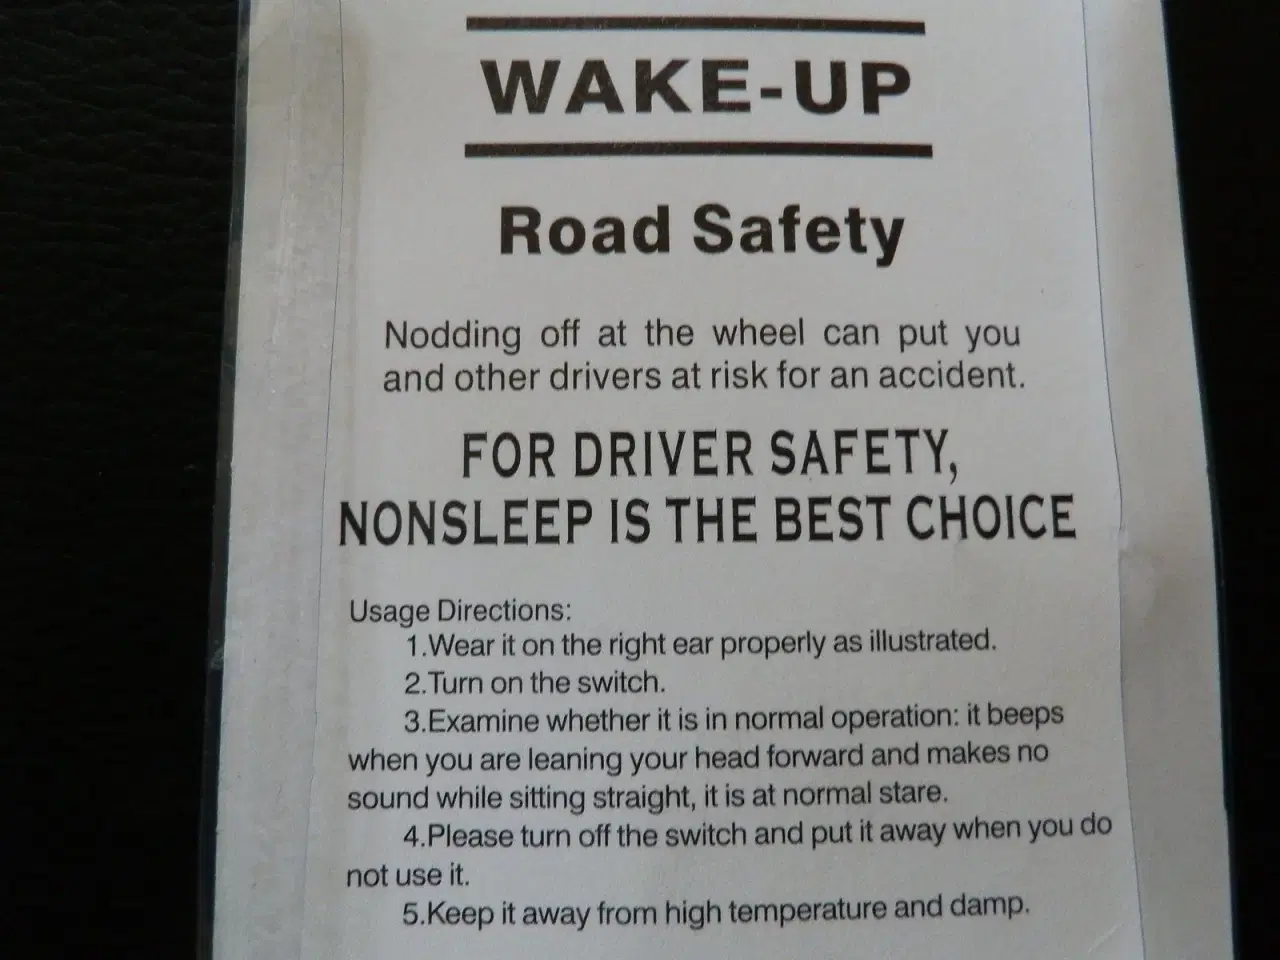 WAKE-UP
Road Safety
Nodding off at the wheel can put you
and other drivers at risk for an accident.
FOR DRIVER SAFETY,
NONSLEEP IS THE BEST CHOICE
Usage Directions:
1.Wear it on the right ear properly as illustrated.
2.Turn on the switch.
3.Examine whether it is in normal operation: it beeps
when you are leaning your head forward and makes no
sound while sitting straight, it is at normal stare.
4.Please turn off the switch and put it away when you do
not use it.
5.Keep it away from high temperature and damp.